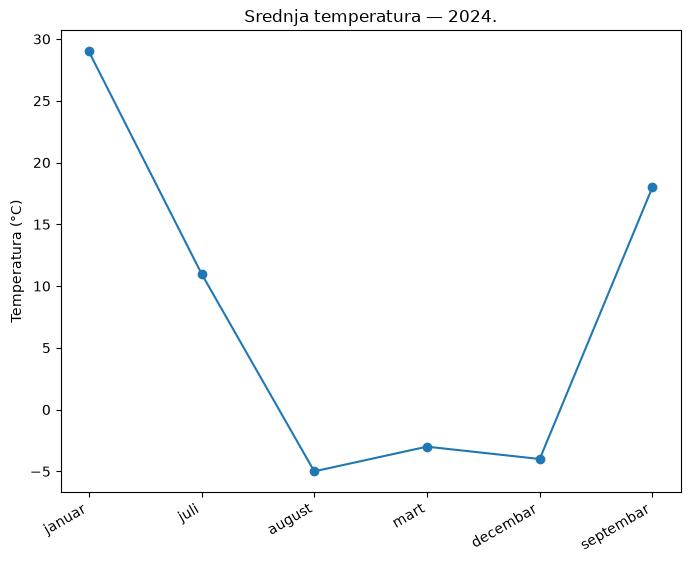 Srednja temperatura — 2024.
Temperatura (°C)
30
25
20
15
10
5
0
−5
januar
juli
august
mart
decembar
septembar